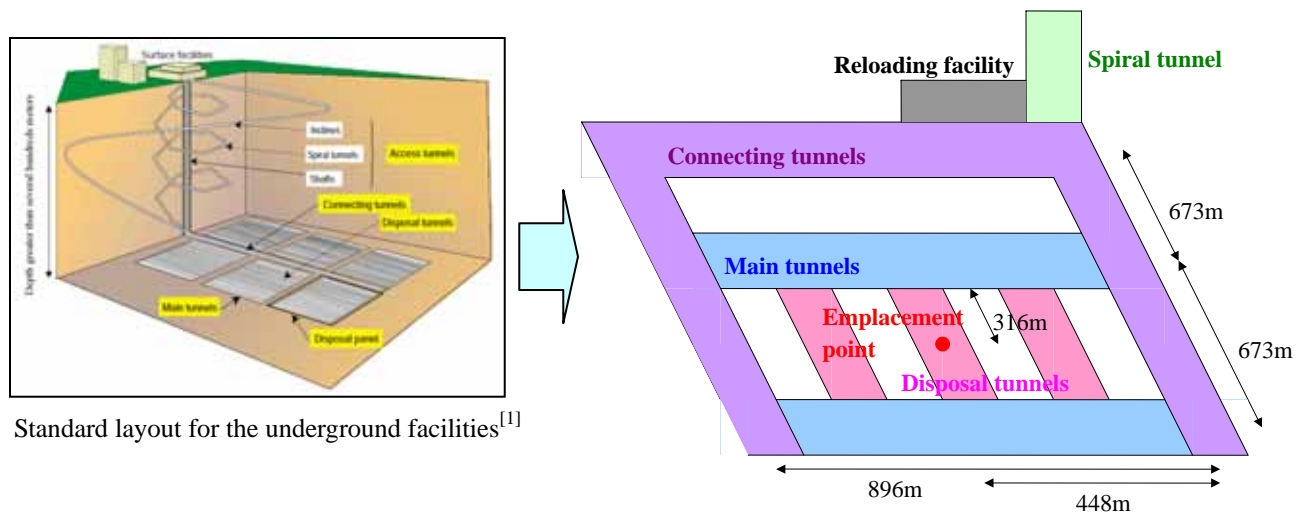 Surface facilities
Depth greater than several hundreds meters
Inclines
Spiral tunnels
Access tunnels
Shafts
Connecting tunnels
Disposal tunnels
Main tunnels
Disposal panel
Standard layout for the underground facilities[1]
Reloading facility
Spiral tunnel
Connecting tunnels
673m
Main tunnels
Emplacement
point
316m
673m
Disposal tunnels
896m
448m